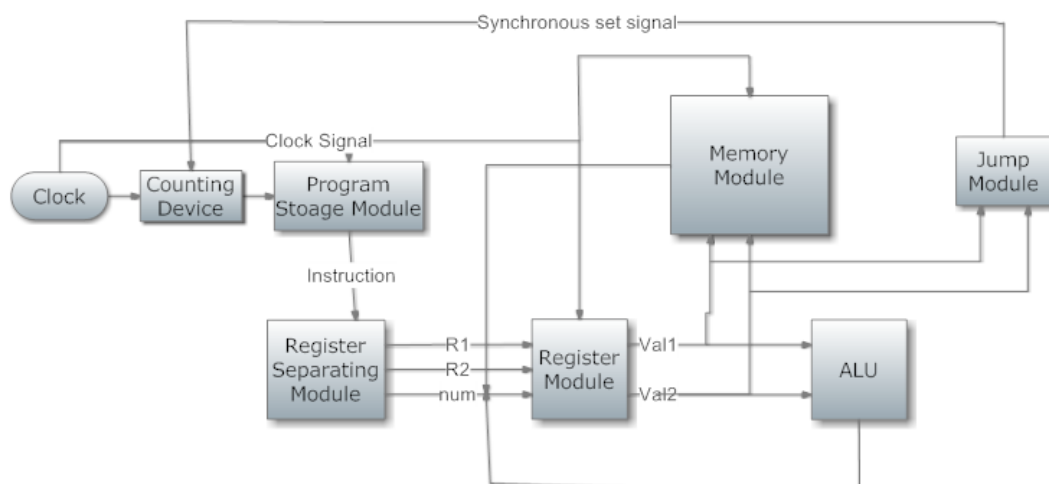 Synchronous set signal
Clock Signal
Memory
Module
Jump
Module
Clock
Counting
Device
Program
Stoage Module
Instruction
Register
Separating
Module
R1
R2
num
Register
Module
Val1
Val2
ALU